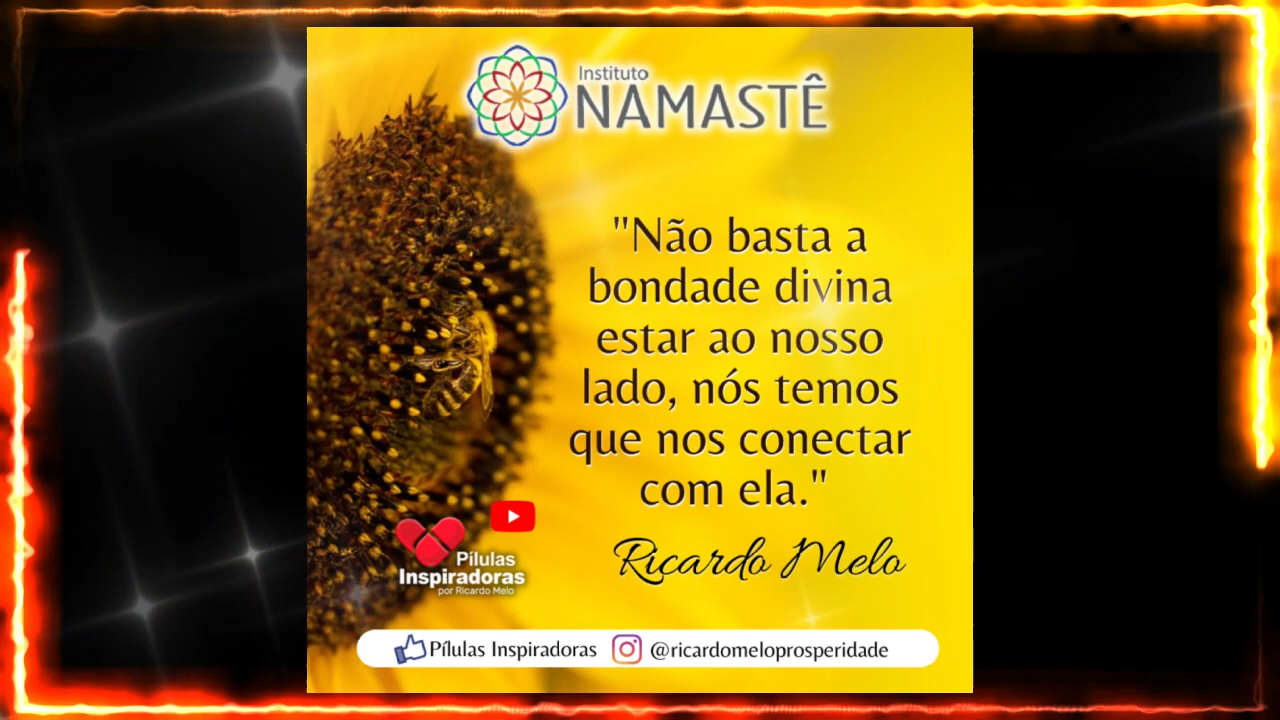 Instituto
NAMASTÊ
"Não basta a
bondade divina
estar ao nosso
lado, nós temos
que nos conectar
com ela."
Ricardo Melo
Pílulas
Inspiradoras
por Ricardo Melo
Pílulas Inspiradoras @ricardomeloprosperidade